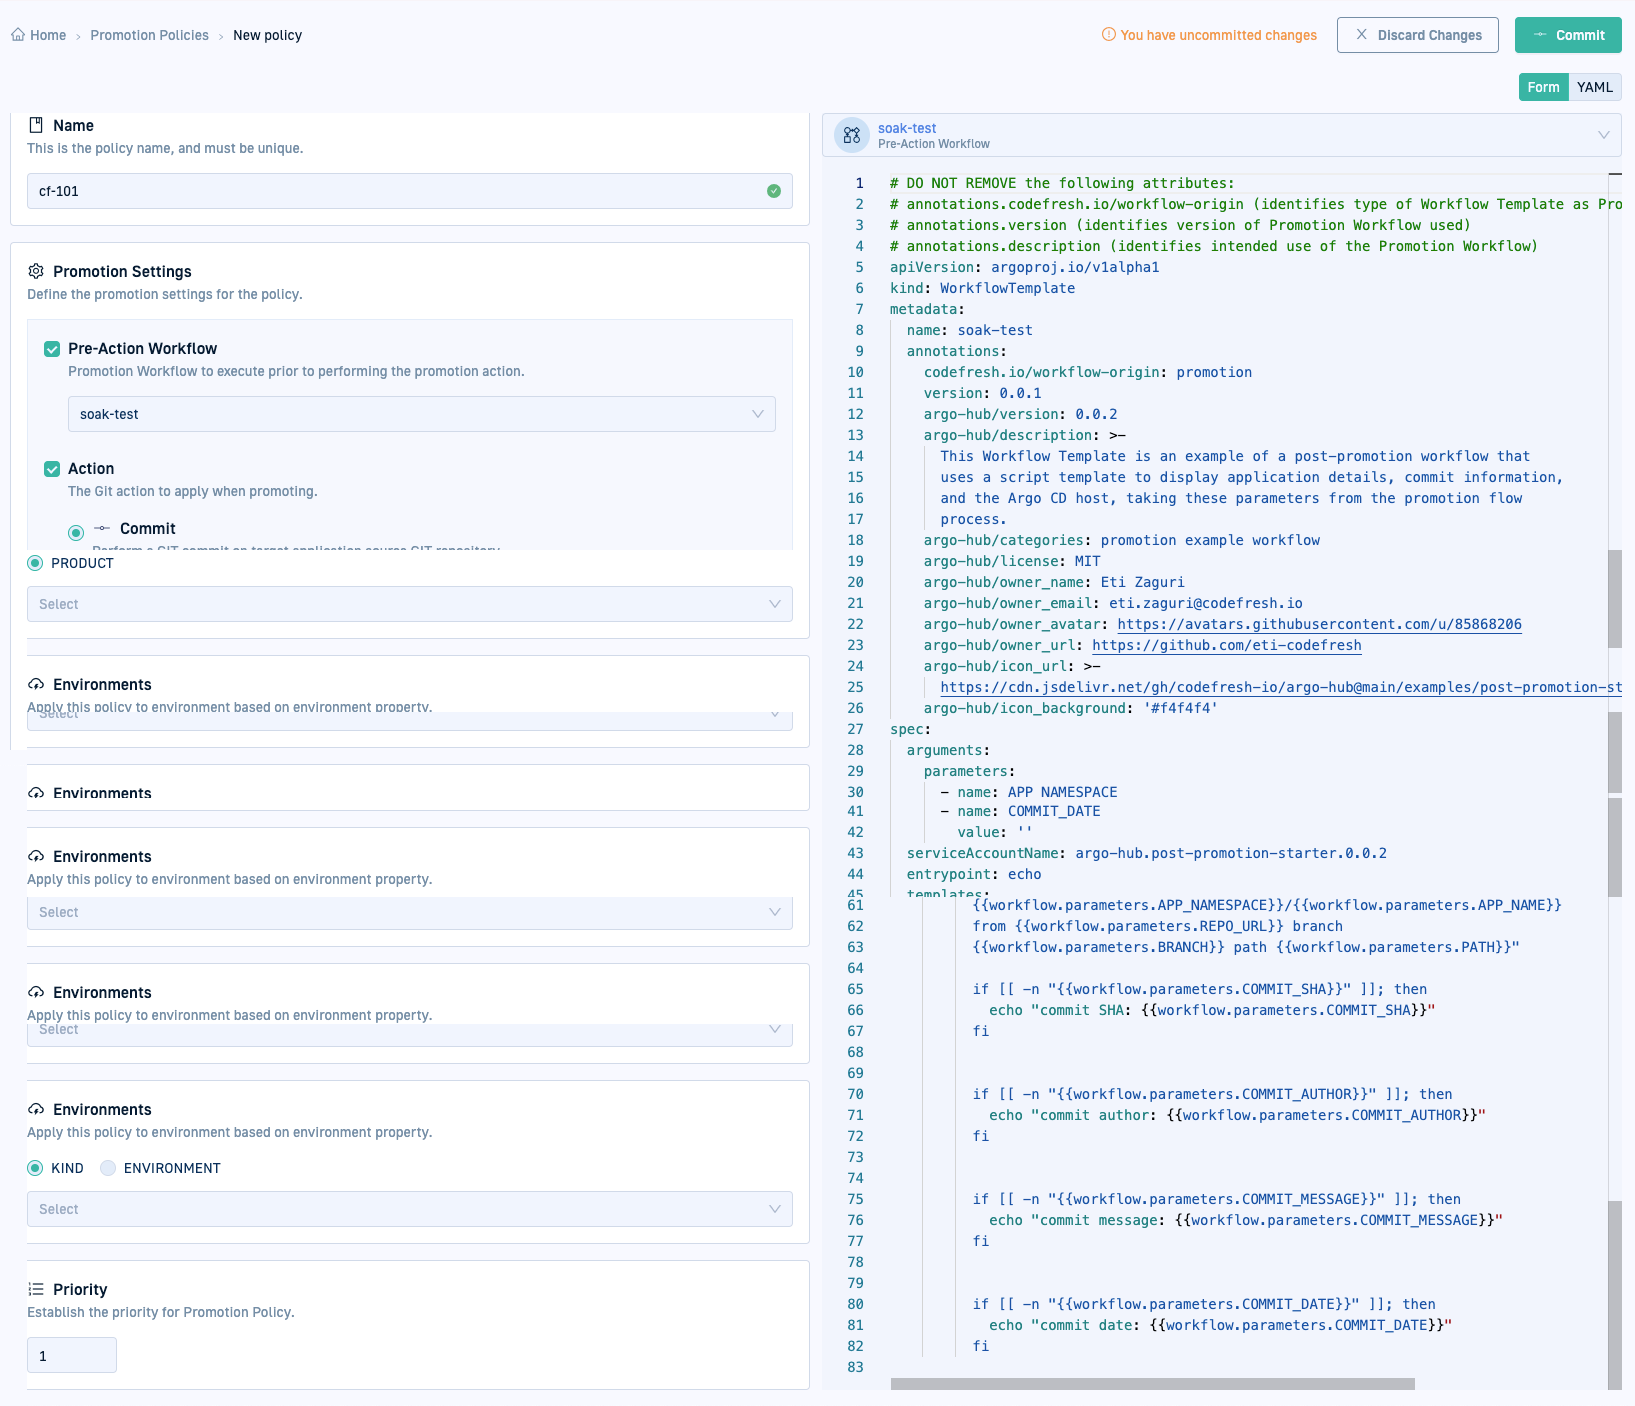 Home > Promotion Policies > New policy
You have uncommitted changes
Discard Changes
Commit
Form
YAML
Name
This is the policy name, and must be unique.
cf-101
Promotion Settings
Define the promotion settings for the policy.
Pre-Action Workflow
Promotion Workflow to execute prior to performing the promotion action.
soak-test
Action
The Git action to apply when promoting.
Commit
Perform a GIT commit on target application source GIT repository
PRODUCT
Select
Environments
Apply this policy to environment based on environment property.
Select
Environments
Environments
Apply this policy to environment based on environment property.
Select
Environments
Apply this policy to environment based on environment property.
Select
Environments
Apply this policy to environment based on environment property.
KIND ENVIRONMENT
Select
Priority
Establish the priority for Promotion Policy.
1
soak-test
Pre-Action Workflow
1 # DO NOT REMOVE the following attributes:
2 # annotations.codefresh.io/workflow-origin (identifies type of Workflow Template as Pro
3 # annotations.version (identifies version of Promotion Workflow used)
4 # annotations.description (identifies intended use of the Promotion Workflow)
5 apiVersion: argoproj.io/v1alpha1
6 kind: WorkflowTemplate
7 metadata:
8 name: soak-test
9 annotations:
10 codefresh.io/workflow-origin: promotion
11 version: 0.0.1
12 argo-hub/version: 0.0.2
13 argo-hub/description: >-
14 This Workflow Template is an example of a post-promotion workflow that
15 uses a script template to display application details, commit information,
16 and the Argo CD host, taking these parameters from the promotion flow
17 process.
18 argo-hub/categories: promotion example workflow
19 argo-hub/license: MIT
20 argo-hub/owner_name: Eti Zaguri
21 argo-hub/owner_email: eti.zaguri@codefresh.io
22 argo-hub/owner_avatar: https://avatars.githubusercontent.com/u/85868206
23 argo-hub/owner_url: https://github.com/eti-codefresh
24 argo-hub/icon_url: >-
25 https://cdn.jsdelivr.net/gh/codefresh-io/argo-hub@main/examples/post-promotion-st
26 argo-hub/icon_background: '#f4f4f4'
27 spec:
28 arguments:
29 parameters:
30 - name: APP NAMESPACE
41 - name: COMMIT_DATE
42 value: ''
43 serviceAccountName: argo-hub.post-promotion-starter.0.0.2
44 entrypoint: echo
45 templates:
61 {{workflow.parameters.APP_NAMESPACE}}/{{workflow.parameters.APP_NAME}}
62 from {{workflow.parameters.REPO_URL}} branch
63 {{workflow.parameters.BRANCH}} path {{workflow.parameters.PATH}}"
64
65 if [[ -n "{{workflow.parameters.COMMIT_SHA}}" ]]; then
66 echo "commit SHA: {{workflow.parameters.COMMIT_SHA}}"
67 fi
68
69
70 if [[ -n "{{workflow.parameters.COMMIT_AUTHOR}}" ]]; then
71 echo "commit author: {{workflow.parameters.COMMIT_AUTHOR}}"
72 fi
73
74
75 if [[ -n "{{workflow.parameters.COMMIT_MESSAGE}}" ]]; then
76 echo "commit message: {{workflow.parameters.COMMIT_MESSAGE}}"
77 fi
78
79
80 if [[ -n "{{workflow.parameters.COMMIT_DATE}}" ]]; then
81 echo "commit date: {{workflow.parameters.COMMIT_DATE}}"
82 fi
83